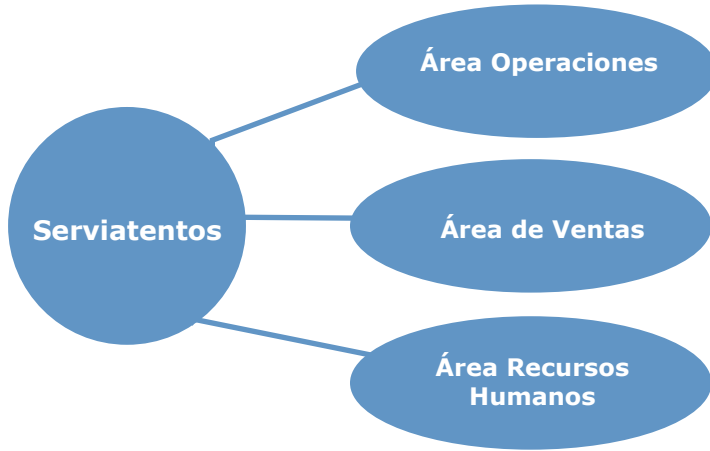 Área Operaciones
Serviatentos
Área de Ventas
Área Recursos
Humanos